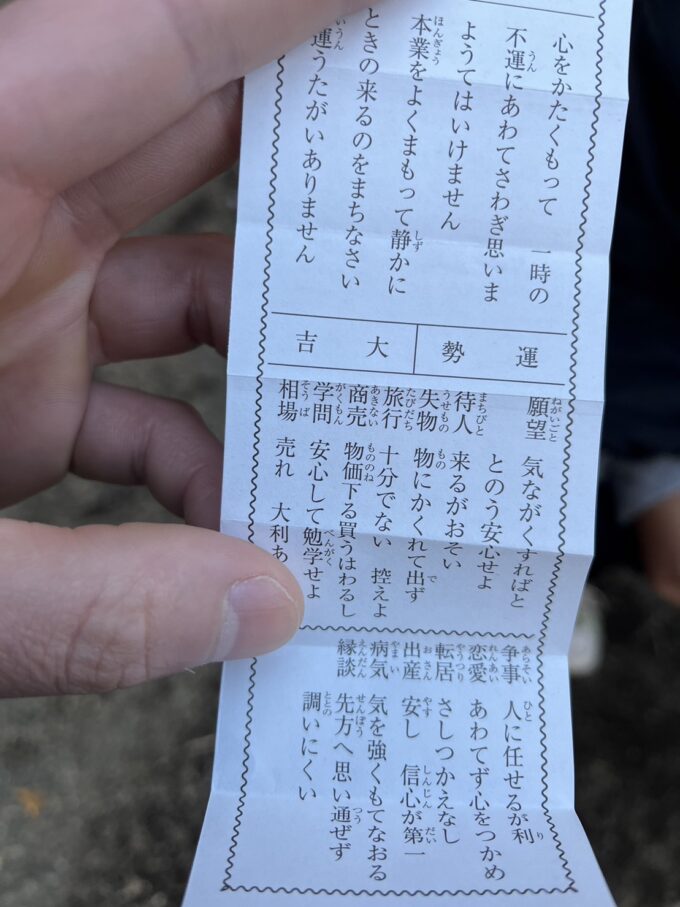 心をかたくもって　一時の
不運にあわてさわぎ思いま
ようてはいけません
本業をよくまもって静かに
ときの来るのをまちなさい
運うたがいありません
運勢　大吉
願望　気ながくすればと
とのう安心せよ
待人　来るがおそい
失物　物にかくれて出ず
旅行　十分でない　控えよ
商売　物価下る買うはわるし
学問　安心して勉学せよ
相場　売れ　大利あ
争事　人に任せるが利
恋愛　あわてず心をつかめ
転居　さしつかえなし
出産　安し　信心が第一
病気　気を強くもてなおる
縁談　先方へ思い通ぜず
調いにくい